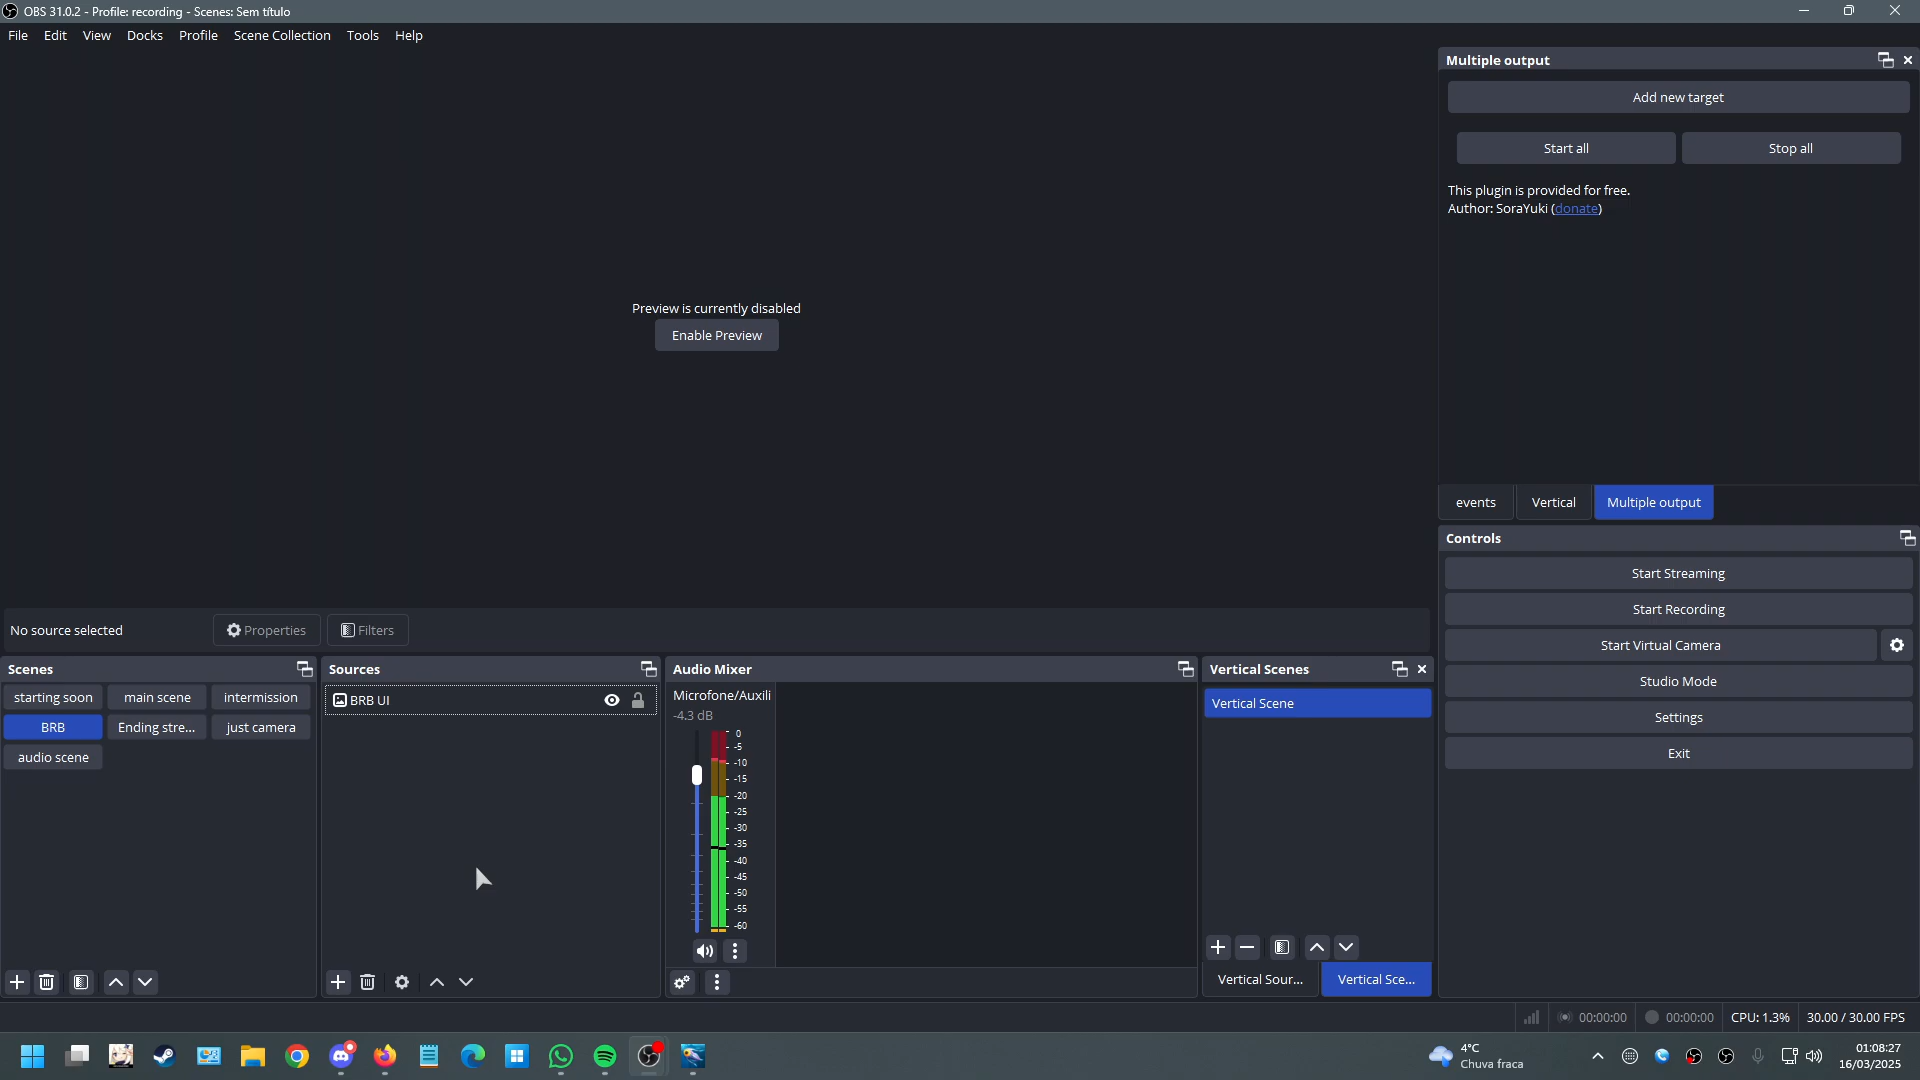 OBS 31.0.2 - Profile: recording - Scenes: Sem título
File Edit View Docks Profile Scene Collection Tools Help
Multiple output
Add new target
Start all Stop all
This plugin is provided for free.
Author: SoraYuki (donate)
Preview is currently disabled
Enable Preview
events Vertical Multiple output
Controls
Start Streaming
Start Recording
Start Virtual Camera
Studio Mode
Settings
Exit
No source selected Properties Filters
Scenes
starting soon main scene intermission
BRB Ending stre... just camera
audio scene
Sources
BRB UI
Audio Mixer
Microfone/Auxili
-4.3 dB
0
-5
-10
-15
-20
-25
-30
-35
-40
-45
-50
-55
-60
Vertical Scenes
Vertical Scene
Vertical Sour... Vertical Sce...
00:00:00 00:00:00 CPU: 1.3% 30.00 / 30.00 FPS
4°C
Chuva fraca
01:08:27
16/03/2025